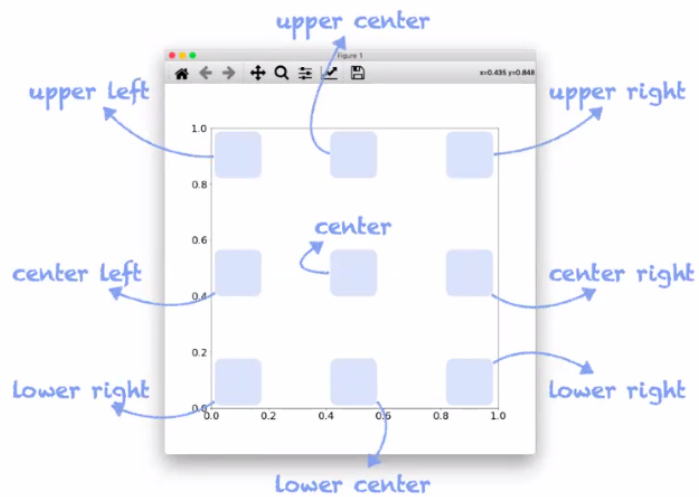 upper center
Figure 1
x=0.435 y=0.848
upper left
upper right
1.0
0.8
0.6
center
center left
center right
0.4
0.2
lower right
lower right
0.0
0.0 0.2 0.4 0.6 0.8 1.0
lower center